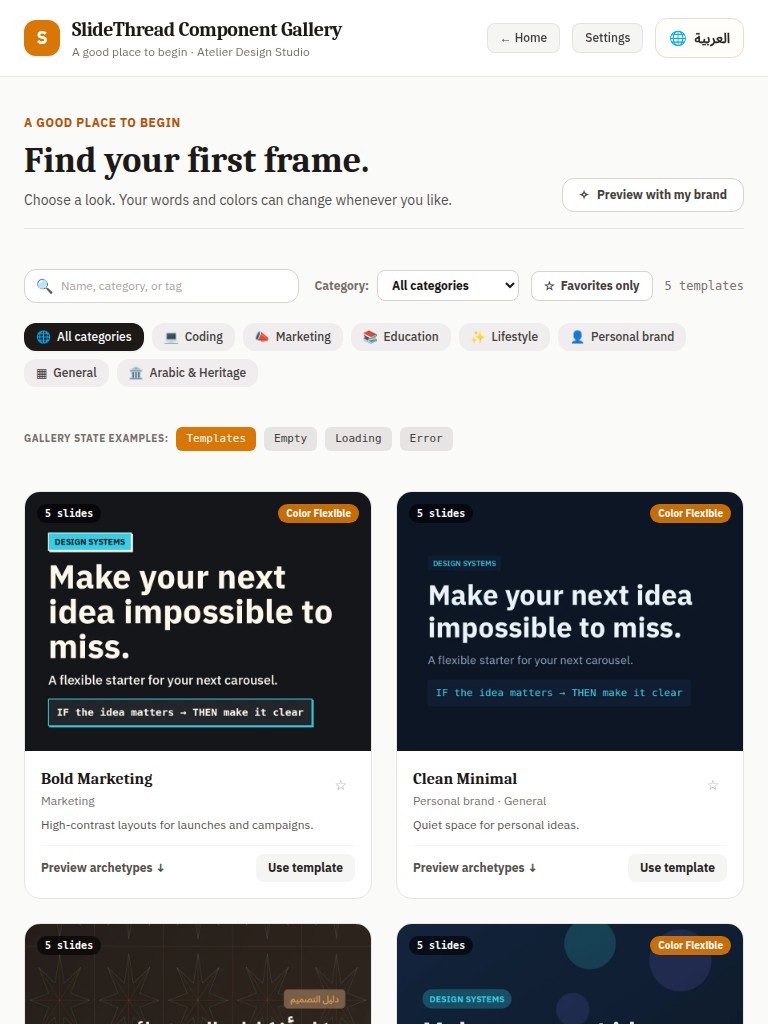 S
SlideThread Component Gallery
A good place to begin · Atelier Design Studio
← Home
Settings
🌐 العربية
A GOOD PLACE TO BEGIN
Find your first frame.
Choose a look. Your words and colors can change whenever you like.
✧ Preview with my brand
🔍 Name, category, or tag
Category:
All categories
☆ Favorites only
5 templates
🌐 All categories
💻 Coding
📣 Marketing
📚 Education
✨ Lifestyle
👤 Personal brand
▦ General
🏛️ Arabic & Heritage
GALLERY STATE EXAMPLES:
Templates
Empty
Loading
Error
5 slides
Color Flexible
DESIGN SYSTEMS
Make your next
idea impossible to
miss.
A flexible starter for your next carousel.
IF the idea matters → THEN make it clear
Bold Marketing
☆
Marketing
High-contrast layouts for launches and campaigns.
Preview archetypes ↓
Use template
5 slides
Color Flexible
DESIGN SYSTEMS
Make your next idea
impossible to miss.
A flexible starter for your next carousel.
IF the idea matters → THEN make it clear
Clean Minimal
☆
Personal brand · General
Quiet space for personal ideas.
Preview archetypes ↓
Use template
5 slides
دليل التصميم
5 slides
Color Flexible
DESIGN SYSTEMS